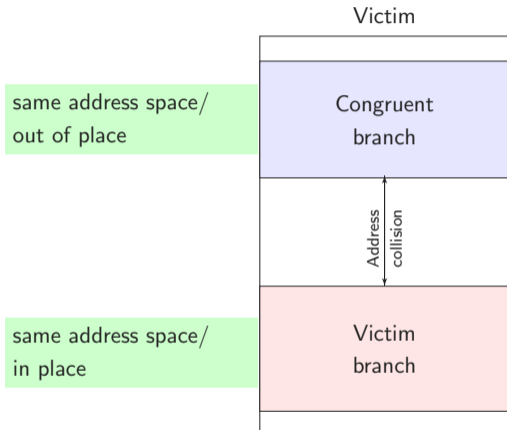 Victim
same address space/
out of place
Congruent
branch
Address
collision
same address space/
in place
Victim
branch